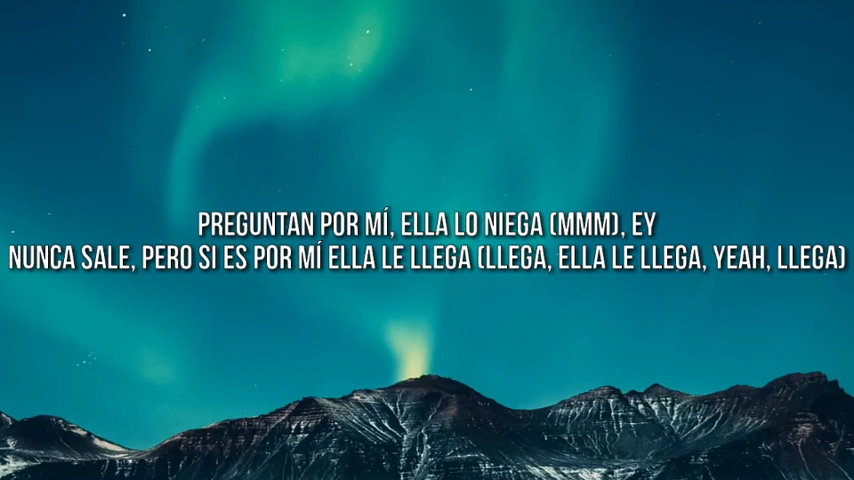 PREGUNTAN POR MÍ, ELLA LO NIEGA (MMM), EY
NUNCA SALE, PERO SI ES POR MÍ ELLA LE LLEGA (LLEGA, ELLA LE LLEGA, YEAH, LLEGA)